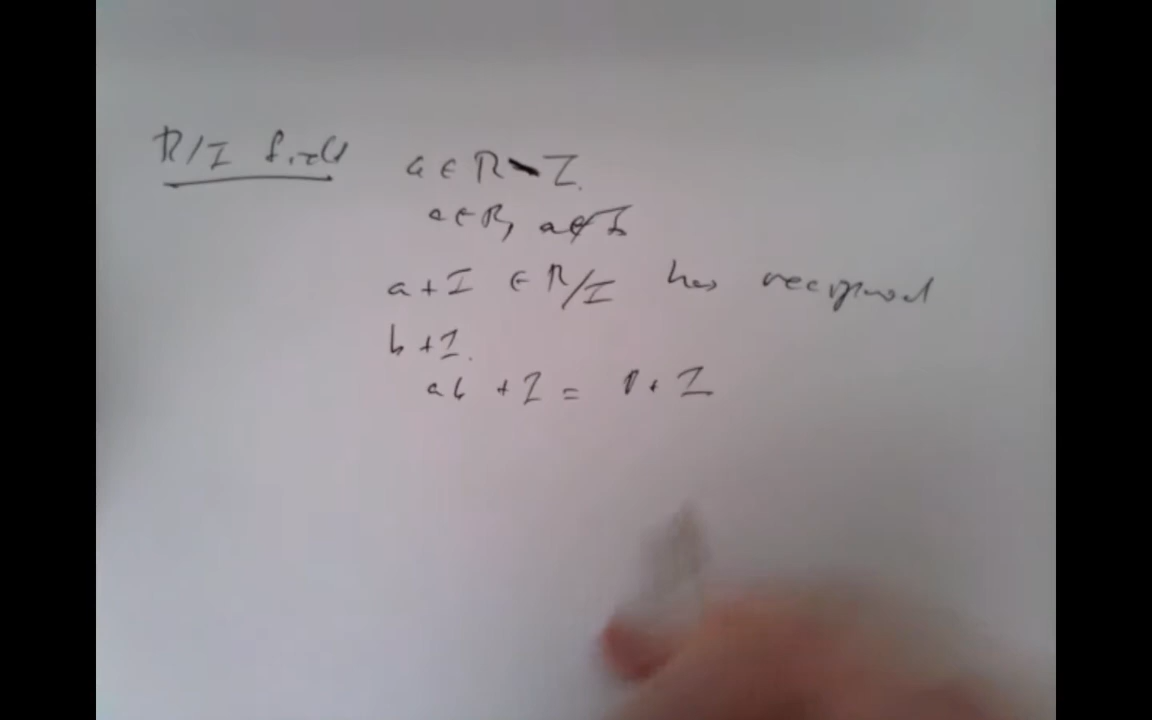 R/I field a ∈ R \ I.
a ∈ R, a ∉ I
a + I ∈ R/I has reciprocal
b + I.
ab + I = 1 + I